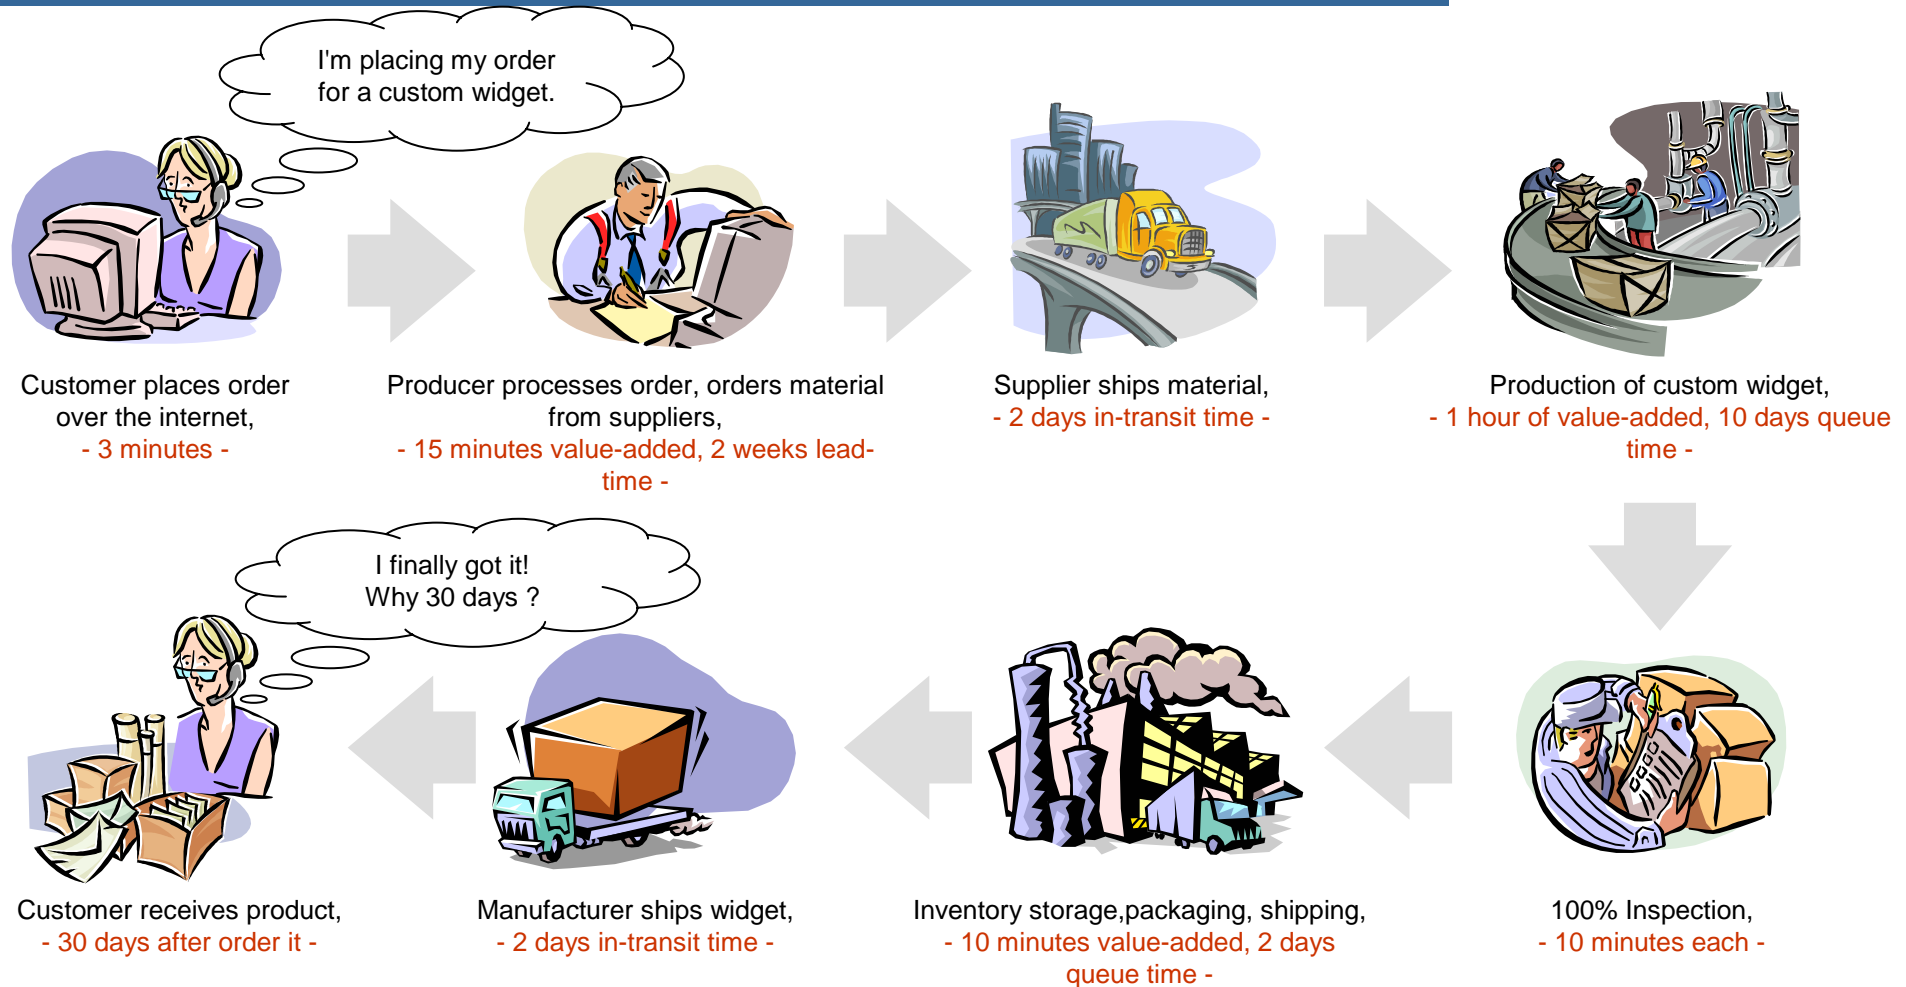 I'm placing my order
for a custom widget.
Customer places order
over the internet,
- 3 minutes -
Producer processes order, orders material
from suppliers,
- 15 minutes value-added, 2 weeks lead-
time -
Supplier ships material,
- 2 days in-transit time -
Production of custom widget,
- 1 hour of value-added, 10 days queue
time -
I finally got it!
Why 30 days ?
Customer receives product,
- 30 days after order it -
Manufacturer ships widget,
- 2 days in-transit time -
Inventory storage,packaging, shipping,
- 10 minutes value-added, 2 days
queue time -
100% Inspection,
- 10 minutes each -